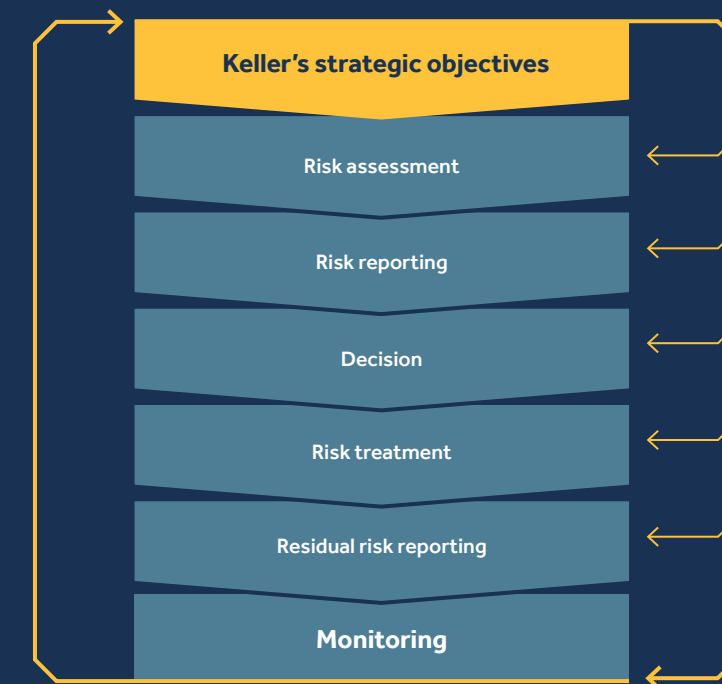 Keller’s strategic objectives
Risk assessment
Risk reporting
Decision
Risk treatment
Residual risk reporting
Monitoring